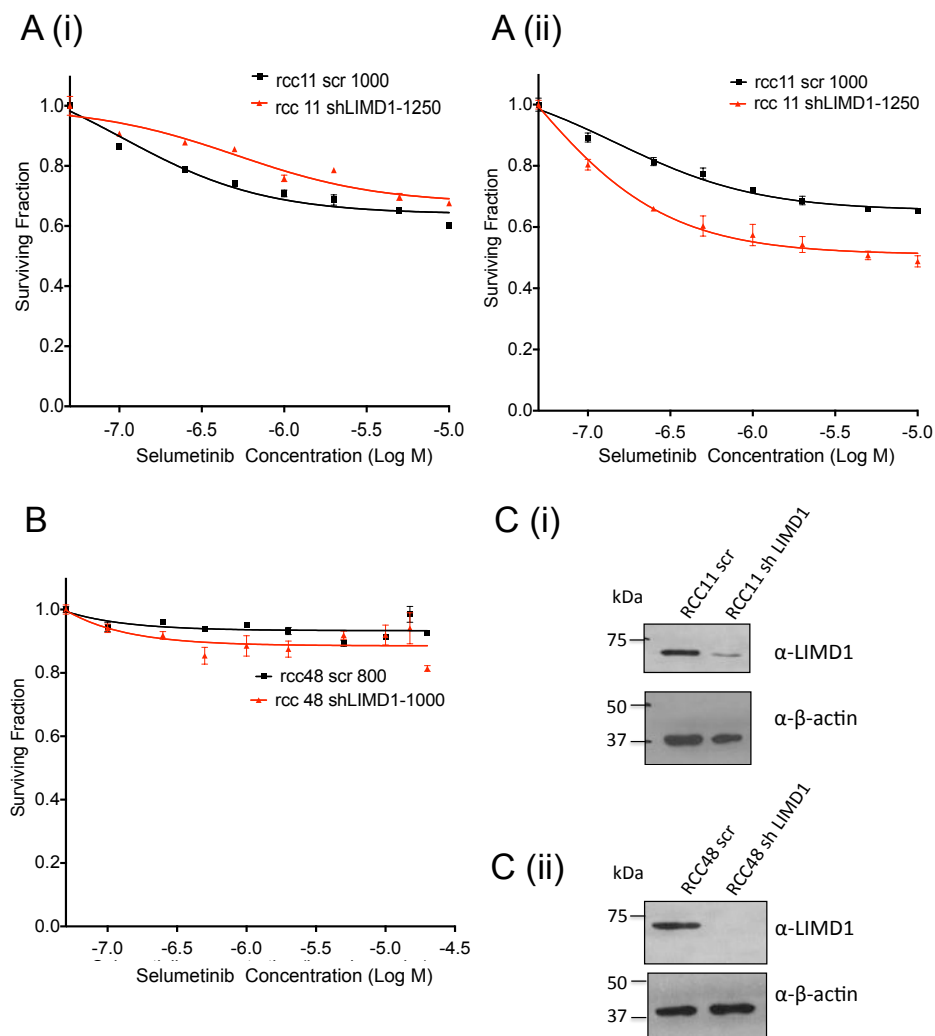 A (i)
rcc11 scr 1000
rcc 11 shLIMD1-1250
Surviving Fraction
1.0
0.8
0.6
0.4
0.2
0.0
-7.0 -6.5 -6.0 -5.5 -5.0
Selumetinib Concentration (Log M)
A (ii)
rcc11 scr 1000
rcc 11 shLIMD1-1250
Surviving Fraction
1.0
0.8
0.6
0.4
0.2
0.0
-7.0 -6.5 -6.0 -5.5 -5.0
Selumetinib Concentration (Log M)
B
Surviving Fraction
1.0
0.8
0.6
0.4
0.2
0.0
rcc48 scr 800
rcc 48 shLIMD1-1000
-7.0 -6.5 -6.0 -5.5 -5.0 -4.5
Selumetinib Concentration (Log M)
C (i)
kDa
RCC11 scr
RCC11 sh LIMD1
75
α-LIMD1
50
37
α-β-actin
C (ii)
kDa
RCC48 scr
RCC48 sh LIMD1
75
α-LIMD1
50
37
α-β-actin